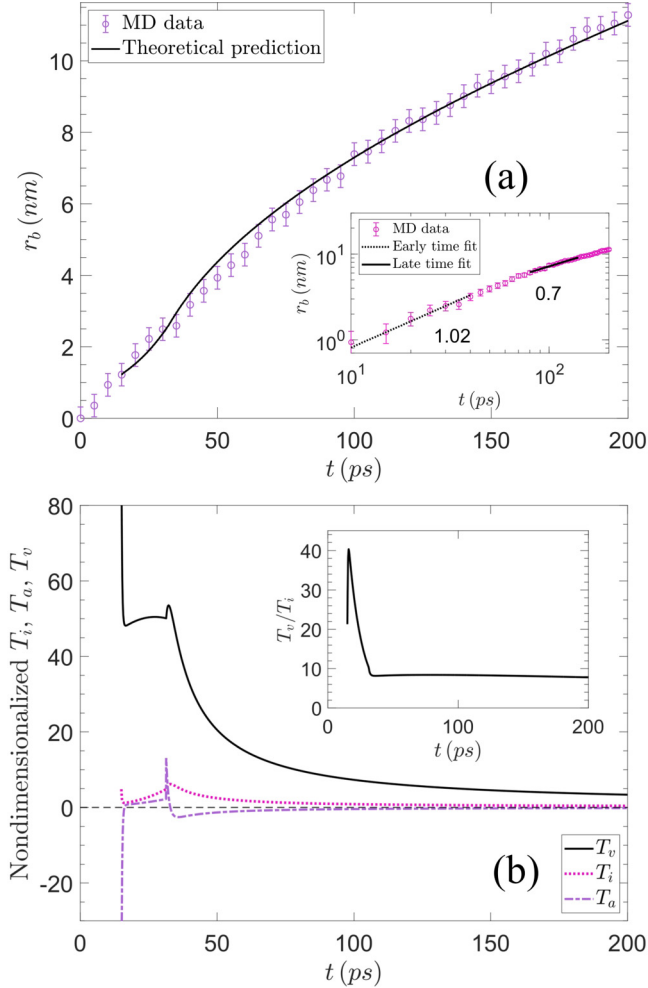 MD data
Theoretical prediction
r_b (nm)
10
8
6
4
2
0
(a)
MD data
Early time fit
Late time fit
r_b (nm)
10^1
10^0
1.02
0.7
10^1
10^2
t (ps)
0
50
100
150
200
t (ps)
Nondimensionalized T_i, T_a, T_v
80
60
40
20
0
-20
T_v/T_i
40
30
20
10
0
0
100
200
t (ps)
(b)
T_v
T_i
T_a
0
50
100
150
200
t (ps)